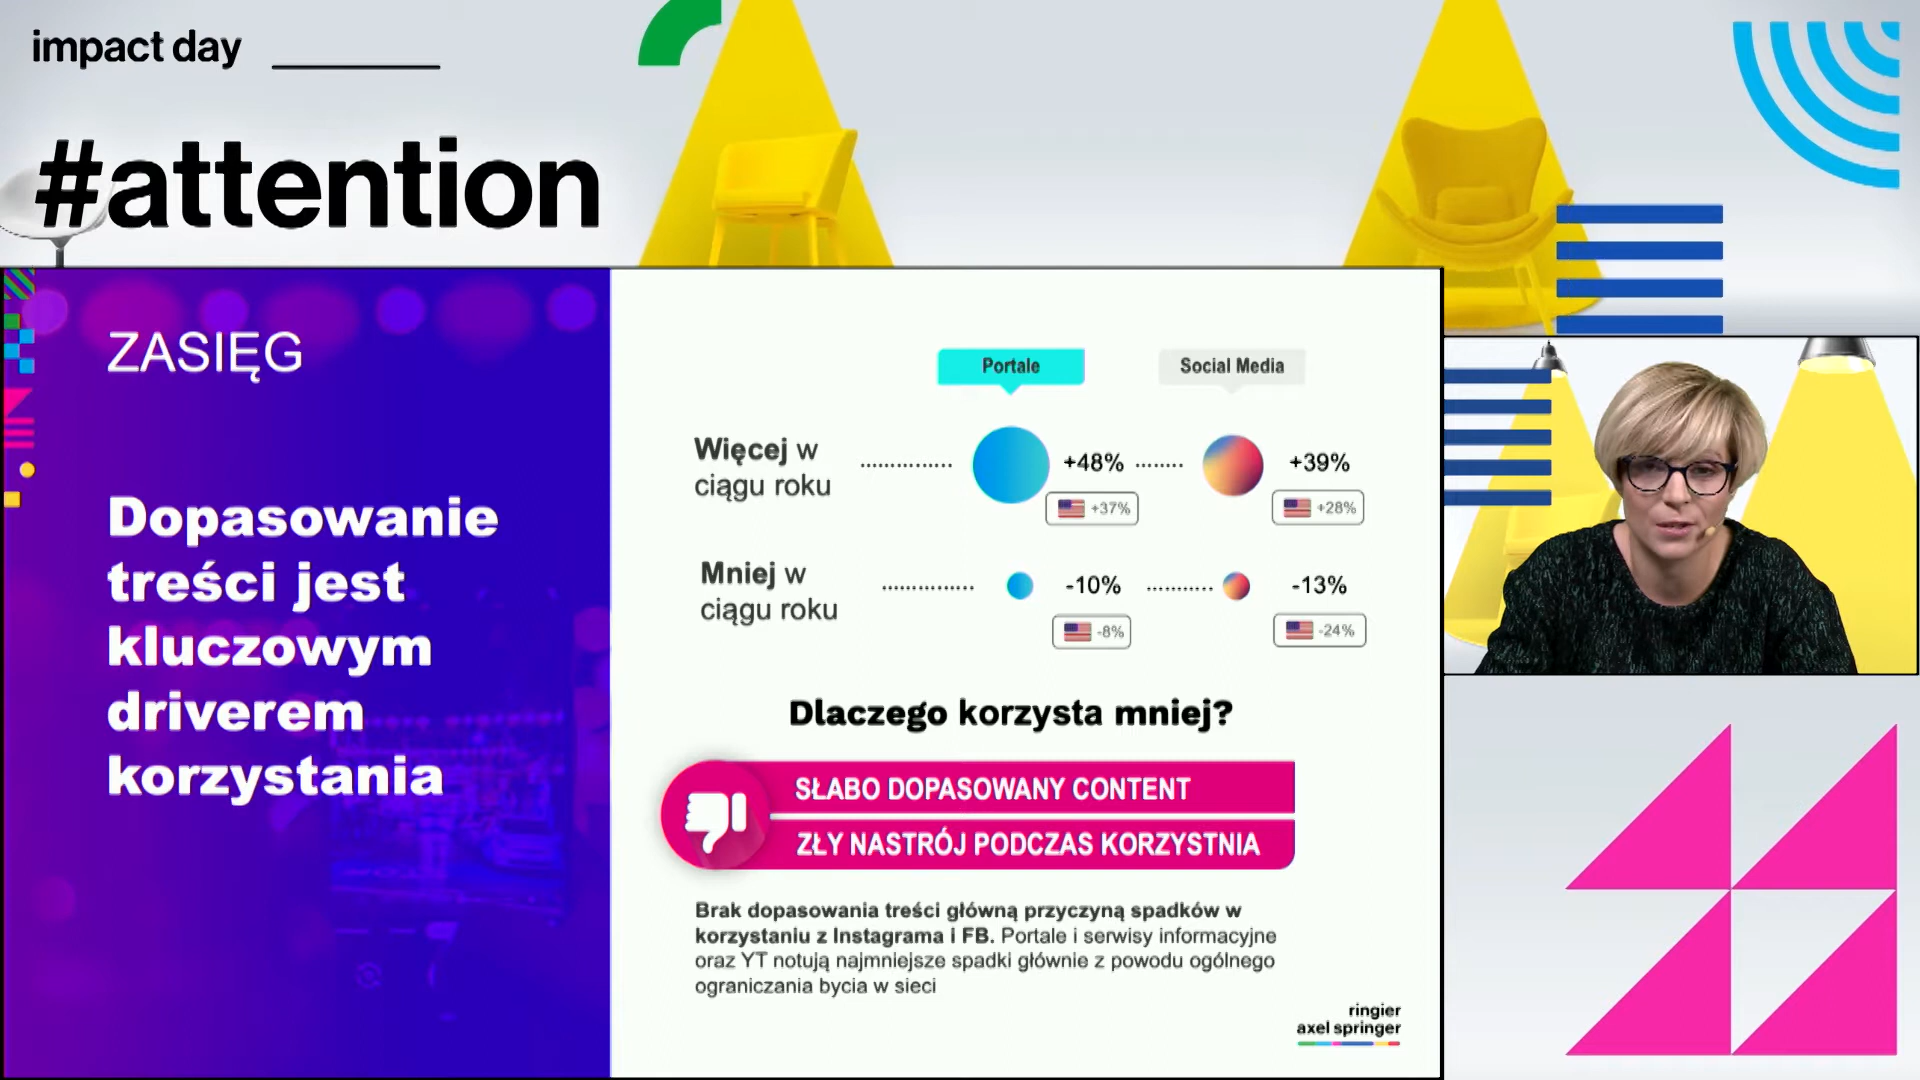 impact day
#attention
ZASIĘG
Dopasowanie
treści jest
kluczowym
driverem
korzystania
Portale
Social Media
Więcej w
ciągu roku
+48%
+39%
+37%
+28%
Mniej w
ciągu roku
-10%
-13%
-8%
-24%
Dlaczego korzysta mniej?
SŁABO DOPASOWANY CONTENT
ZŁY NASTRÓJ PODCZAS KORZYSTNIA
Brak dopasowania treści główną przyczyną spadków w
korzystaniu z Instagrama i FB. Portale i serwisy informacyjne
oraz YT notują najmniejsze spadki głównie z powodu ogólnego
ograniczania bycia w sieci
ringier
axel springer